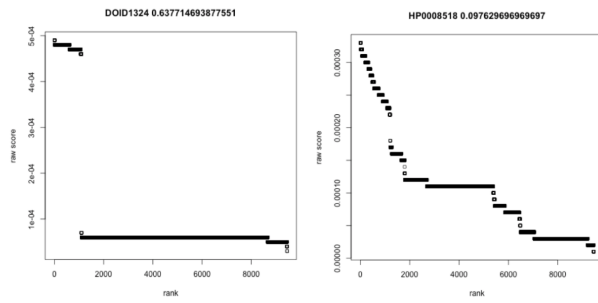 DOID1324 0.637714693877551
5e-04
4e-04
3e-04
2e-04
1e-04
raw score
0
2000
4000
6000
8000
rank
HP0008518 0.097629696969697
0.00030
0.00020
0.00010
0.00000
raw score
0
2000
4000
6000
8000
rank